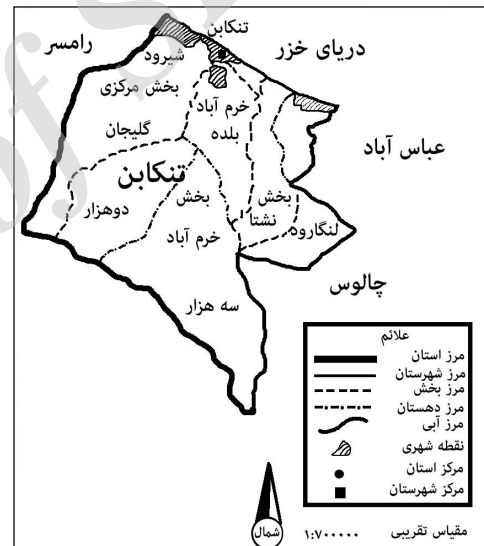 تنکابن
رامسر
دریای خزر
شیرود
بخش مرکزی
خرم آباد
بلده
گلیجان
عباس آباد
تنکابن
دوهزار
بخش
خرم آباد
بخش
نشتا
لنگاروه
چالوس
سه هزار
علائم
مرز استان
مرز شهرستان
مرز بخش
مرز دهستان
مرز آبی
نقطه شهری
مرکز استان
مرکز شهرستان
شمال
مقیاس تقریبی ۱:۷۰۰۰۰۰
of S